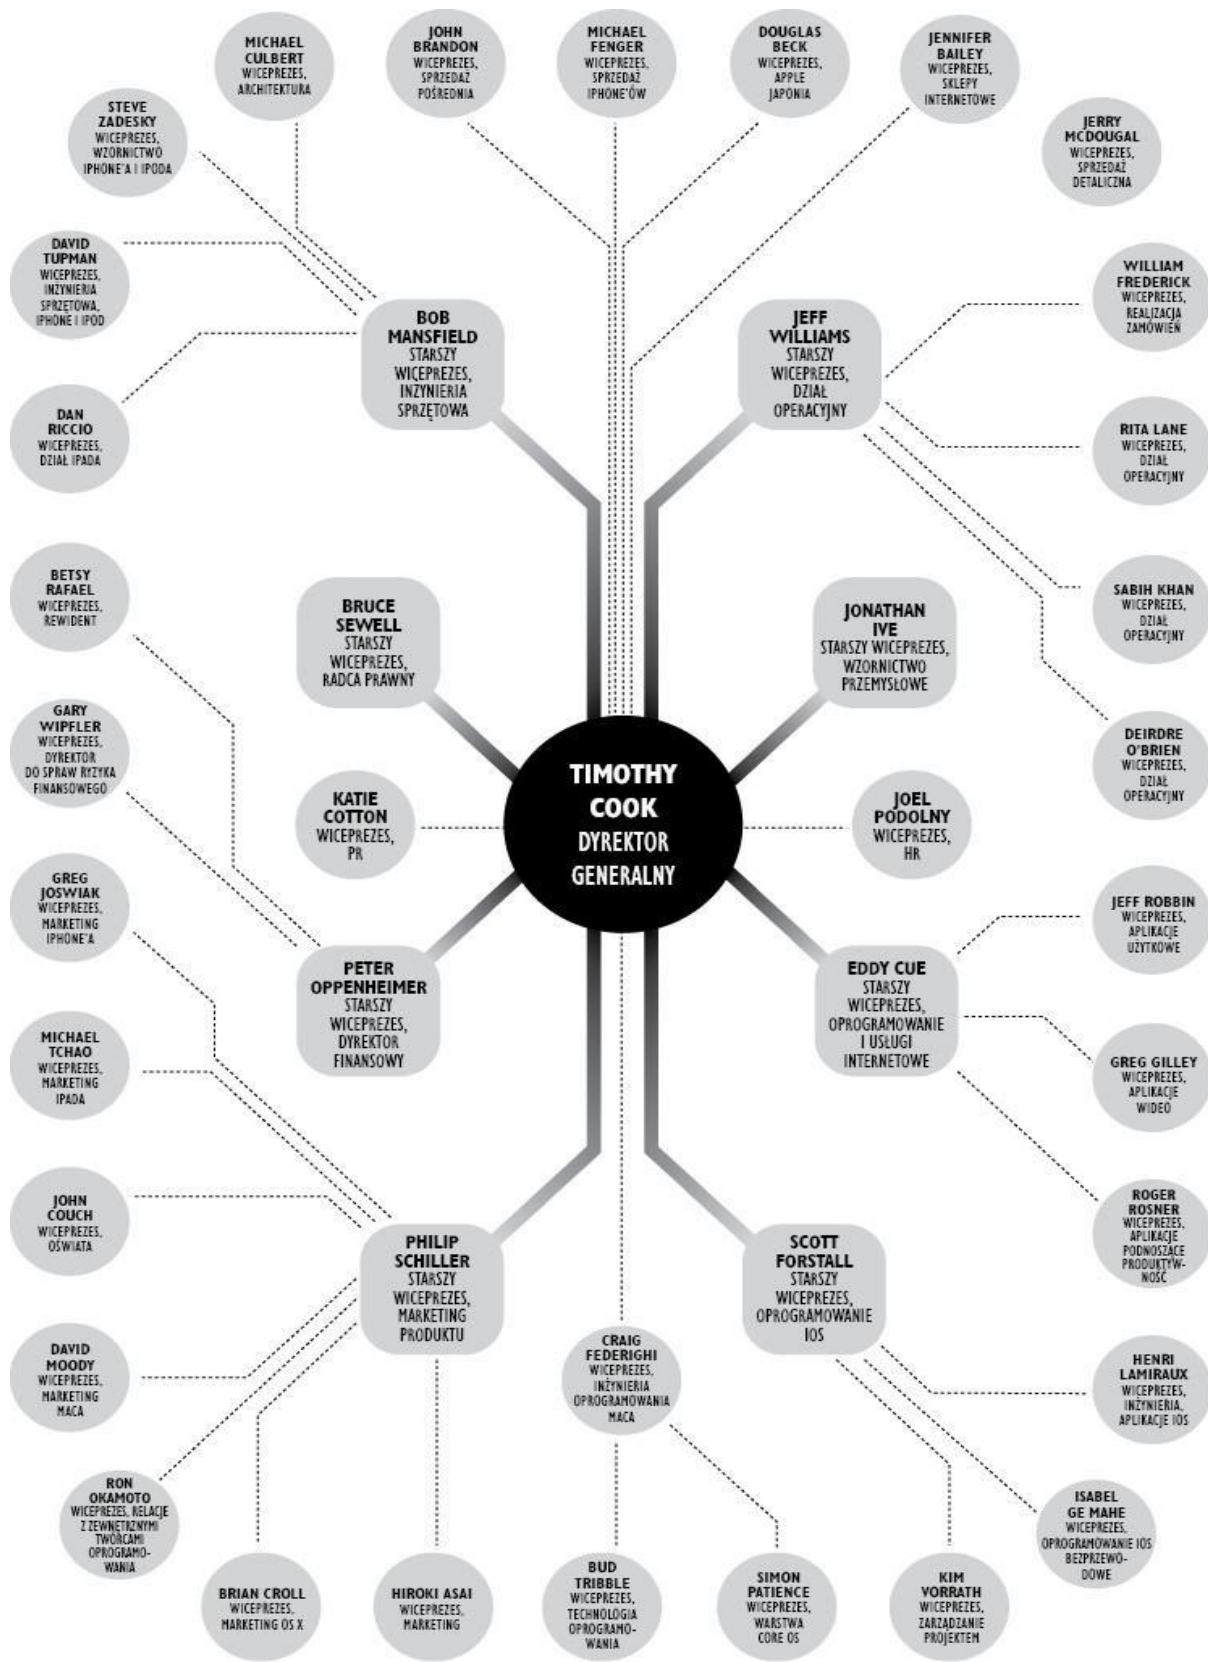 MICHAEL
CULBERT
WICEPREZES,
ARCHITEKTURA
JOHN
BRANDON
WICEPREZES,
SPRZEDAŻ
POŚREDNIA
MICHAEL
FENGER
WICEPREZES,
SPRZEDAŻ
IPHONE'ÓW
DOUGLAS
BECK
WICEPREZES,
APPLE
JAPONIA
JENNIFER
BAILEY
WICEPREZES,
SKLEPY
INTERNETOWE
STEVE
ZADESKY
WICEPREZES,
WZORNICTWO
IPHONE'A I IPODA
JERRY
MCDOUGAL
WICEPREZES,
SPRZEDAŻ
DETALICZNA
DAVID
TUPMAN
WICEPREZES,
INŻYNIERIA
SPRZĘTOWA,
IPHONE I IPOD
BOB
MANSFIELD
STARSZY
WICEPREZES,
INŻYNIERIA
SPRZĘTOWA
JEFF
WILLIAMS
STARSZY
WICEPREZES,
DZIAŁ
OPERACYJNY
WILLIAM
FREDERICK
WICEPREZES,
REALIZACJA
ZAMÓWIEŃ
DAN
RICCIO
WICEPREZES,
DZIAŁ IPADA
RITA LANE
WICEPREZES,
DZIAŁ
OPERACYJNY
BETSY
RAFAEL
WICEPREZES,
REWIDENT
BRUCE
SEWELL
STARSZY
WICEPREZES,
RADCA PRAWNY
JONATHAN
IVE
STARSZY WICEPREZES,
WZORNICTWO
PRZEMYSŁOWE
SABIH KHAN
WICEPREZES,
DZIAŁ
OPERACYJNY
GARY
WIPFLER
WICEPREZES,
DYREKTOR
DO SPRAW RYZYKA
FINANSOWEGO
KATIE
COTTON
WICEPREZES,
PR
TIMOTHY
COOK
DYREKTOR
GENERALNY
JOEL
PODOLNY
WICEPREZES,
HR
DEIRDRE
O'BRIEN
WICEPREZES,
DZIAŁ
OPERACYJNY
GREG
JOSWIAK
WICEPREZES,
MARKETING
IPHONE'A
JEFF ROBBIN
WICEPREZES,
APLIKACJE
UŻYTKOWE
PETER
OPPENHEIMER
STARSZY
WICEPREZES,
DYREKTOR
FINANSOWY
EDDY CUE
STARSZY
WICEPREZES,
OPROGRAMOWANIE
I USŁUGI
INTERNETOWE
MICHAEL
TCHAO
WICEPREZES,
MARKETING
IPADA
GREG GILLEY
WICEPREZES,
APLIKACJE
WIDEO
JOHN
COUCH
WICEPREZES,
OŚWIATA
PHILIP
SCHILLER
STARSZY
WICEPREZES,
MARKETING
PRODUKTU
SCOTT
FORSTALL
STARSZY
WICEPREZES,
OPROGRAMOWANIE
IOS
ROGER
ROSNER
WICEPREZES,
APLIKACJE
PODNOSZĄCE
PRODUKTYW-
NOŚĆ
DAVID
MOODY
WICEPREZES,
MARKETING
MACA
CRAIG
FEDERIGHI
WICEPREZES,
INŻYNIERIA
OPROGRAMOWANIA
MACA
HENRI
LAMIRAUX
WICEPREZES,
INŻYNIERIA,
APLIKACJE IOS
RON
OKAMOTO
WICEPREZES, RELACJE
Z ZEWNĘTRZNYMI
TWÓRCAMI
OPROGRAMO-
WANIA
ISABEL
GE MAHE
WICEPREZES,
OPROGRAMOWANIE IOS
BEZPRZEWO-
DOWE
BRIAN CROLL
WICEPREZES,
MARKETING OS X
HIROKI ASAI
WICEPREZES,
MARKETING
BUD
TRIBBLE
WICEPREZES,
TECHNOLOGIA
OPROGRAMO-
WANIA
SIMON
PATIENCE
WICEPREZES,
WARSTWA
CORE OS
KIM
VORRATH
WICEPREZES,
ZARZĄDZANIE
PROJEKTEM